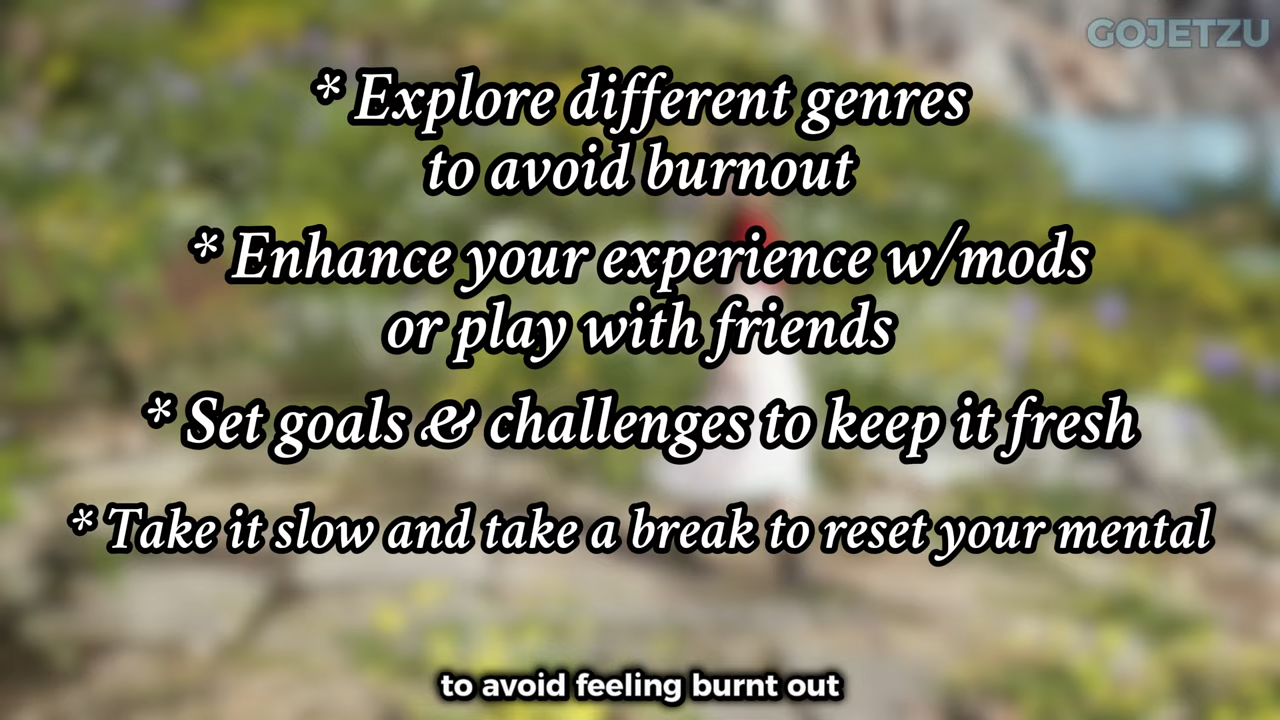 GOJETZU
* Explore different genres
to avoid burnout
* Enhance your experience w/mods
or play with friends
* Set goals & challenges to keep it fresh
* Take it slow and take a break to reset your mental
to avoid feeling burnt out